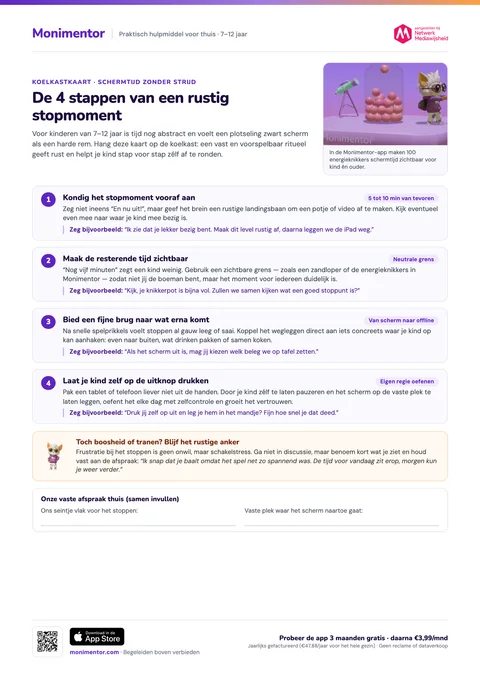 Monimentor
Praktisch hulpmiddel voor thuis · 7–12 jaar
aangesloten bij
Netwerk
Mediawijsheid
KOELKASTKAART · SCHERMTIJD ZONDER STRIJD
De 4 stappen van een rustig
stopmoment
Voor kinderen van 7–12 jaar is tijd nog abstract en voelt een plotseling zwart scherm
als een harde rem. Hang deze kaart op de koelkast: een vast en voorspelbaar ritueel
geeft rust en helpt je kind stap voor stap zélf af te ronden.
Monimentor
In de Monimentor-app maken 100
energieknikkers schermtijd zichtbaar voor
kind én ouder.
1
Kondig het stopmoment vooraf aan
5 tot 10 min van tevoren
Zeg niet ineens “En nu uit!”, maar geef het brein een rustige landingsbaan om een potje of video af te maken. Kijk eventueel
even mee naar waar je kind mee bezig is.
Zeg bijvoorbeeld: “Ik zie dat je lekker bezig bent. Maak dit level rustig af, daarna leggen we de iPad weg.”
2
Maak de resterende tijd zichtbaar
Neutrale grens
“Nog vijf minuten” zegt een kind weinig. Gebruik een zichtbare grens — zoals een zandloper of de energieknikkers in
Monimentor — zodat niet jij de boeman bent, maar het moment voor iedereen duidelijk is.
Zeg bijvoorbeeld: “Kijk, je knikkerpot is bijna vol. Zullen we samen kijken wat een goed stoppunt is?”
3
Bied een fijne brug naar wat erna komt
Van scherm naar offline
Na snelle spelprikkels voelt stoppen al gauw leeg of saai. Koppel het wegleggen direct aan iets concreets waar je kind op
kan aanhaken: even naar buiten, wat drinken pakken of samen koken.
Zeg bijvoorbeeld: “Als het scherm uit is, mag jij kiezen welk beleg we op tafel zetten.”
4
Laat je kind zelf op de uitknop drukken
Eigen regie oefenen
Pak een tablet of telefoon liever niet uit de handen. Door je kind zélf te laten pauzeren en het scherm op de vaste plek te
laten leggen, oefent het elke dag met zelfcontrole en groeit het vertrouwen.
Zeg bijvoorbeeld: “Druk jij zelf op uit en leg je hem in het mandje? Fijn hoe snel je dat deed.”
Toch boosheid of tranen? Blijf het rustige anker
Frustratie bij het stoppen is geen onwil, maar schakelstress. Ga niet in discussie, maar benoem kort wat je ziet en houd
vast aan de afspraak: “Ik snap dat je baalt omdat het spel net zo spannend was. De tijd voor vandaag zit erop, morgen kun
je weer verder.”
Onze vaste afspraak thuis (samen invullen)
Ons seintje vlak voor het stoppen:
Vaste plek waar het scherm naartoe gaat:
Download in de
App Store
monimentor.com · Begeleiden boven verbieden
Probeer de app 3 maanden gratis · daarna €3,99/mnd
Jaarlijks gefactureerd (€47,88/jaar voor het hele gezin) · Geen reclame of dataverkoop